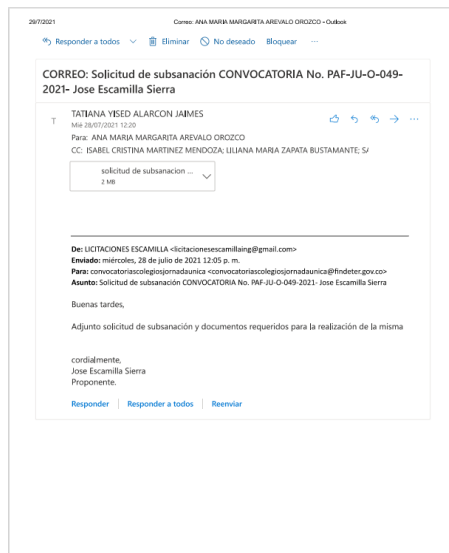 29/7/2021 Correo: ANA MARIA MARGARITA AREVALO OROZCO - Outlook
Responder a todos Eliminar No deseado Bloquear ...
CORREO: Solicitud de subsanación CONVOCATORIA No. PAF-JU-O-049-
2021- Jose Escamilla Sierra
T TATIANA YISED ALARCON JAIMES
Mié 28/07/2021 12:20
Para: ANA MARIA MARGARITA AREVALO OROZCO
CC: ISABEL CRISTINA MARTINEZ MENDOZA; LILIANA MARIA ZAPATA BUSTAMANTE; S/
solicitud de subsanacion ...
2 MB
De: LICITACIONES ESCAMILLA <licitacionesescamillaing@gmail.com>
Enviado: miércoles, 28 de julio de 2021 12:05 p. m.
Para: convocatoriascolegiosjornadaunica <convocatoriascolegiosjornadaunica@findeter.gov.co>
Asunto: Solicitud de subsanación CONVOCATORIA No. PAF-JU-O-049-2021- Jose Escamilla Sierra
Buenas tardes,
Adjunto solicitud de subsanación y documentos requeridos para la realización de la misma
cordialmente,
Jose Escamilla Sierra
Proponente.
Responder Responder a todos Reenviar